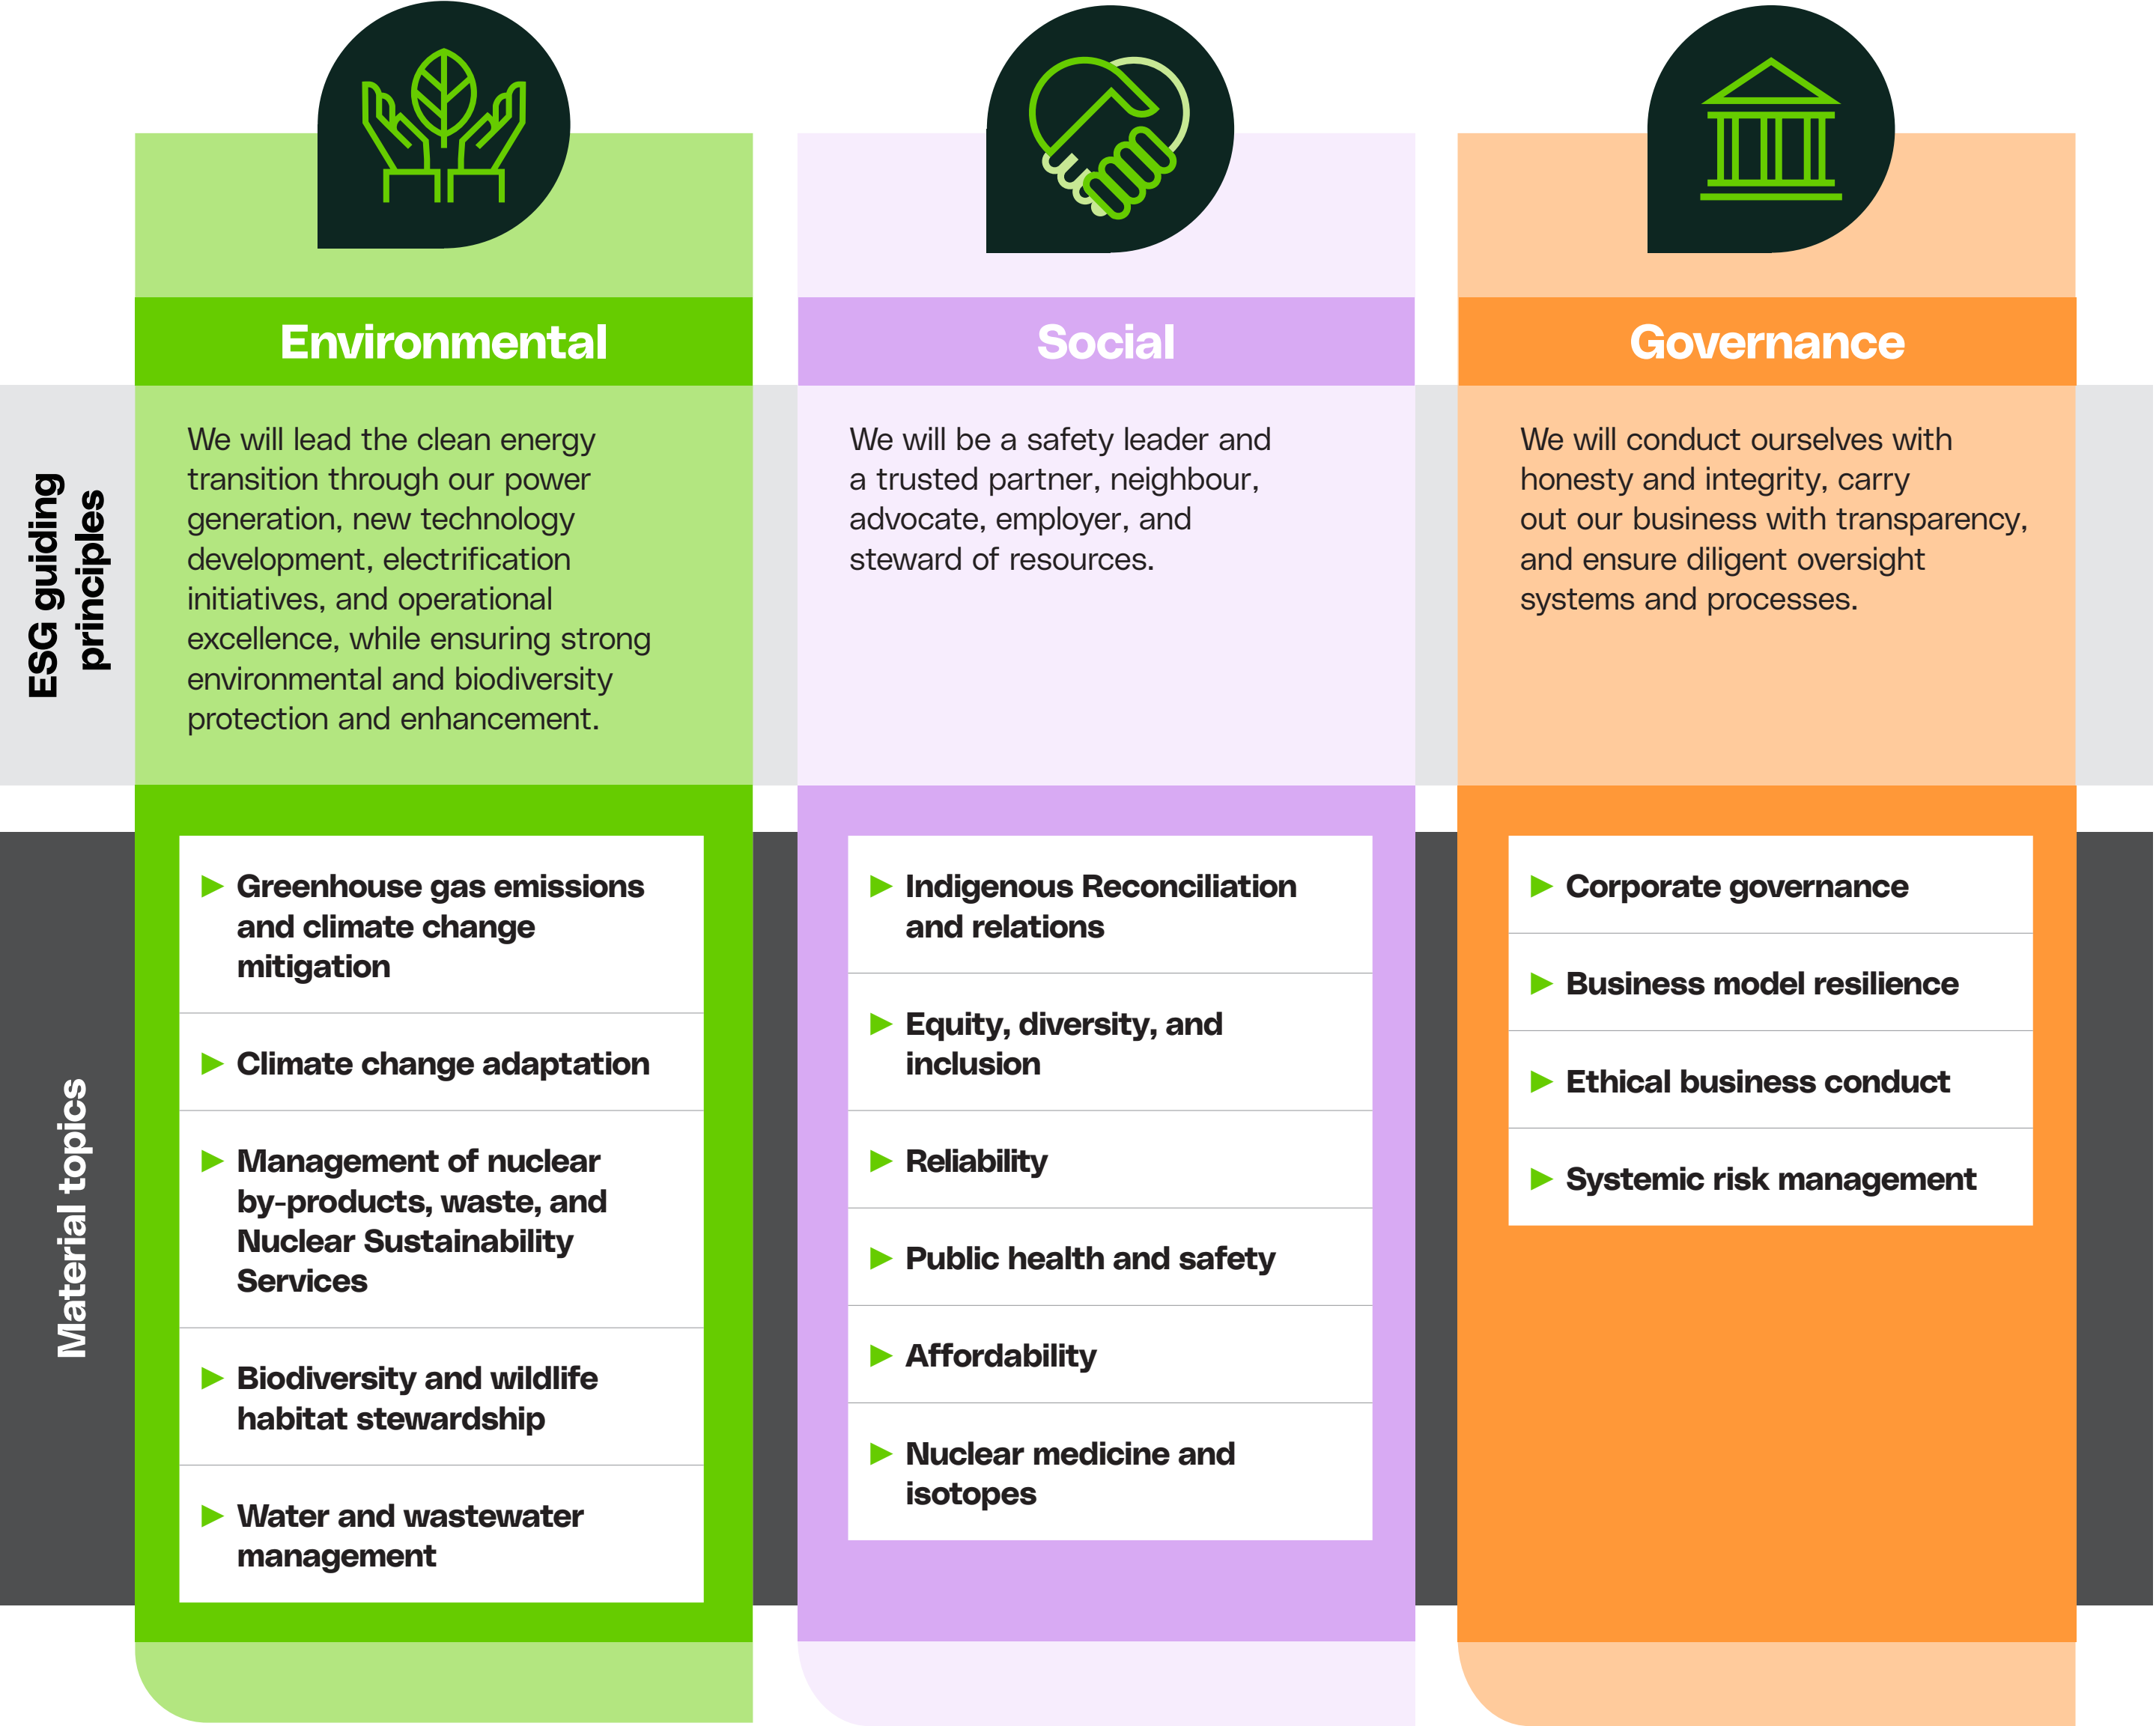 Environmental
Social
Governance
ESG guiding
principles
We will lead the clean energy
transition through our power
generation, new technology
development, electrification
initiatives, and operational
excellence, while ensuring strong
environmental and biodiversity
protection and enhancement.
We will be a safety leader and
a trusted partner, neighbour,
advocate, employer, and
steward of resources.
We will conduct ourselves with
honesty and integrity, carry
out our business with transparency,
and ensure diligent oversight
systems and processes.
Material topics
Greenhouse gas emissions
and climate change
mitigation
Climate change adaptation
Management of nuclear
by-products, waste, and
Nuclear Sustainability
Services
Biodiversity and wildlife
habitat stewardship
Water and wastewater
management
Indigenous Reconciliation
and relations
Equity, diversity, and
inclusion
Reliability
Public health and safety
Affordability
Nuclear medicine and
isotopes
Corporate governance
Business model resilience
Ethical business conduct
Systemic risk management